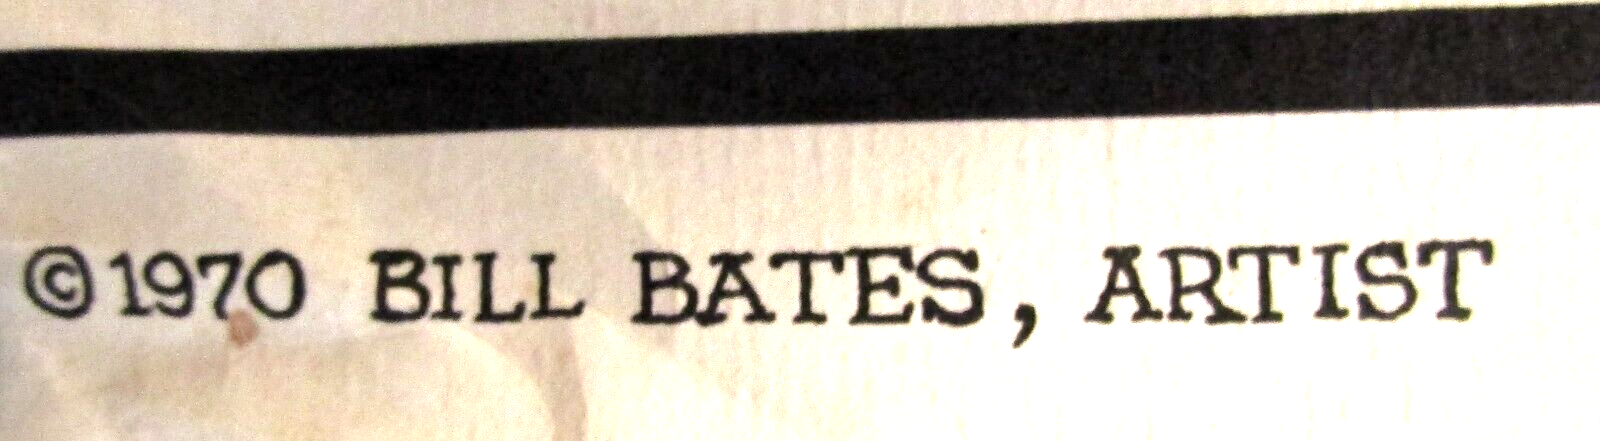 ©1970 BILL BATES, ARTIST